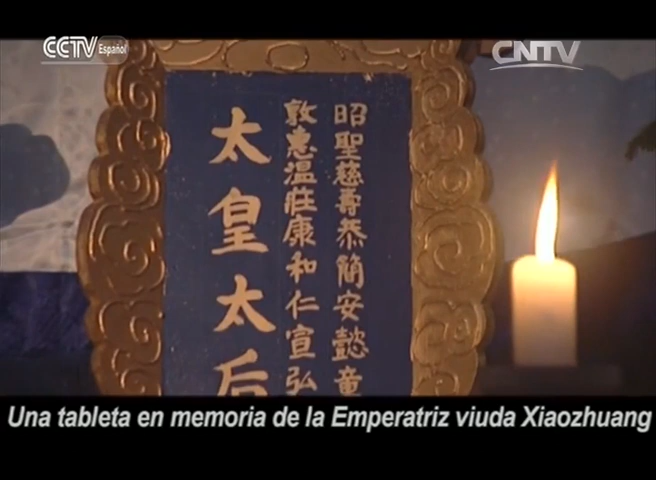 CCTV Español
CNTV
昭聖慈壽恭簡安懿章
敦惠溫莊康和仁宣弘
太皇太后
Una tableta en memoria de la Emperatriz viuda Xiaozhuang